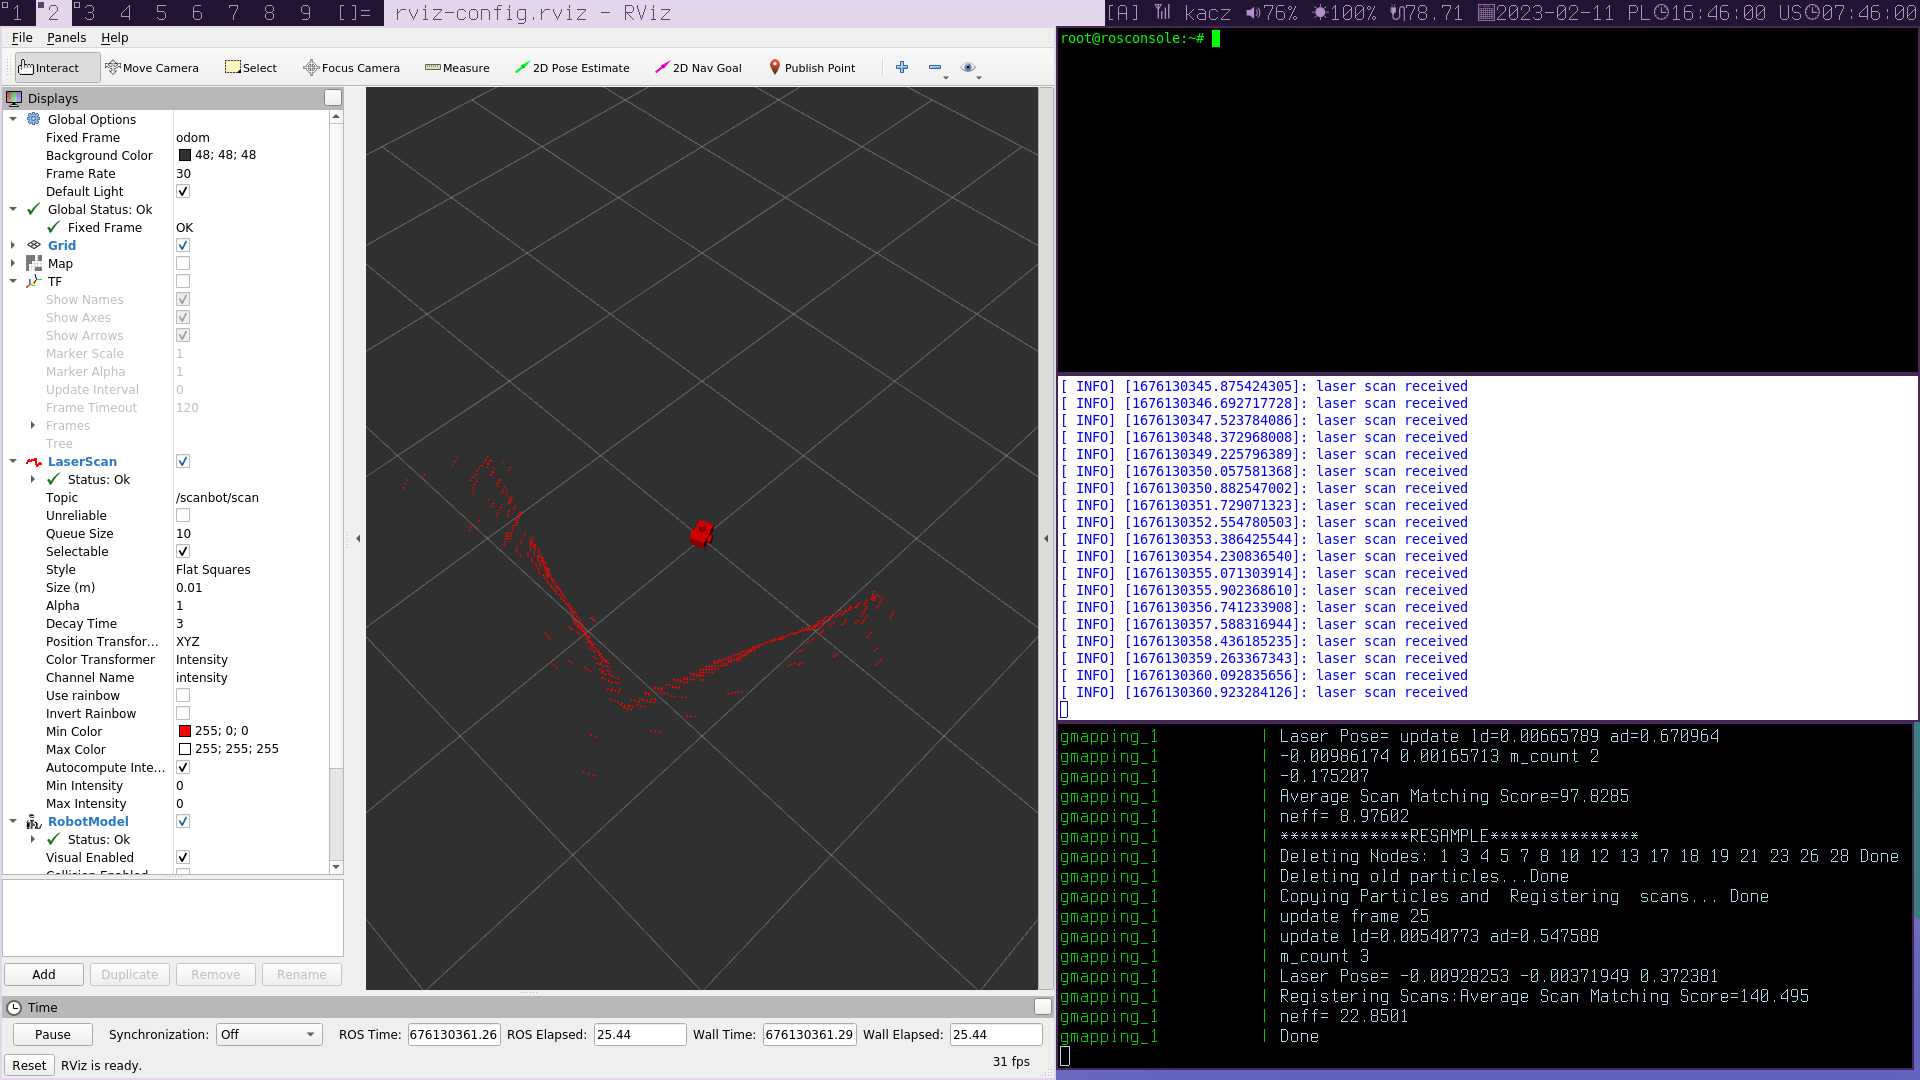 1 2 3 4 5 6 7 8 9 []= rviz-config.rviz - RViz [A] kacz 76% 100% 78.71 2023-02-11 PL 16:46:00 US 07:46:00
File Panels Help
Interact Move Camera Select Focus Camera Measure 2D Pose Estimate 2D Nav Goal Publish Point
Displays
Global Options
Fixed Frame odom
Background Color 48; 48; 48
Frame Rate 30
Default Light
Global Status: Ok
Fixed Frame OK
Grid
Map
TF
Show Names
Show Axes
Show Arrows
Marker Scale 1
Marker Alpha 1
Update Interval 0
Frame Timeout 120
Frames
Tree
LaserScan
Status: Ok
Topic /scanbot/scan
Unreliable
Queue Size 10
Selectable
Style Flat Squares
Size (m) 0.01
Alpha 1
Decay Time 3
Position Transfor... XYZ
Color Transformer Intensity
Channel Name intensity
Use rainbow
Invert Rainbow
Min Color 255; 0; 0
Max Color 255; 255; 255
Autocompute Inte...
Min Intensity 0
Max Intensity 0
RobotModel
Status: Ok
Visual Enabled
Add Duplicate Remove Rename
Time
Pause Synchronization: Off ROS Time: 676130361.26 ROS Elapsed: 25.44 Wall Time: 676130361.29 Wall Elapsed: 25.44
Reset RViz is ready. 31 fps
root@rosconsole:~#
[ INFO] [1676130345.875424305]: laser scan received
[ INFO] [1676130346.692717728]: laser scan received
[ INFO] [1676130347.523784086]: laser scan received
[ INFO] [1676130348.372968008]: laser scan received
[ INFO] [1676130349.225796389]: laser scan received
[ INFO] [1676130350.057581368]: laser scan received
[ INFO] [1676130350.882547002]: laser scan received
[ INFO] [1676130351.729071323]: laser scan received
[ INFO] [1676130352.554780503]: laser scan received
[ INFO] [1676130353.386425544]: laser scan received
[ INFO] [1676130354.230836540]: laser scan received
[ INFO] [1676130355.071303914]: laser scan received
[ INFO] [1676130355.902368610]: laser scan received
[ INFO] [1676130356.741233908]: laser scan received
[ INFO] [1676130357.588316944]: laser scan received
[ INFO] [1676130358.436185235]: laser scan received
[ INFO] [1676130359.263367343]: laser scan received
[ INFO] [1676130360.092835656]: laser scan received
[ INFO] [1676130360.923284126]: laser scan received
gmapping_1 | Laser Pose= update ld=0.00665789 ad=0.670964
gmapping_1 | -0.00986174 0.00165713 m_count 2
gmapping_1 | -0.175207
gmapping_1 | Average Scan Matching Score=97.8285
gmapping_1 | neff= 8.97602
gmapping_1 | *************RESAMPLE***************
gmapping_1 | Deleting Nodes: 1 3 4 5 7 8 10 12 13 17 18 19 21 23 26 28 Done
gmapping_1 | Deleting old particles...Done
gmapping_1 | Copying Particles and  Registering  scans... Done
gmapping_1 | update frame 25
gmapping_1 | update ld=0.00540773 ad=0.547588
gmapping_1 | m_count 3
gmapping_1 | Laser Pose= -0.00928253 -0.00371949 0.372381
gmapping_1 | Registering Scans:Average Scan Matching Score=140.495
gmapping_1 | neff= 22.8501
gmapping_1 | Done